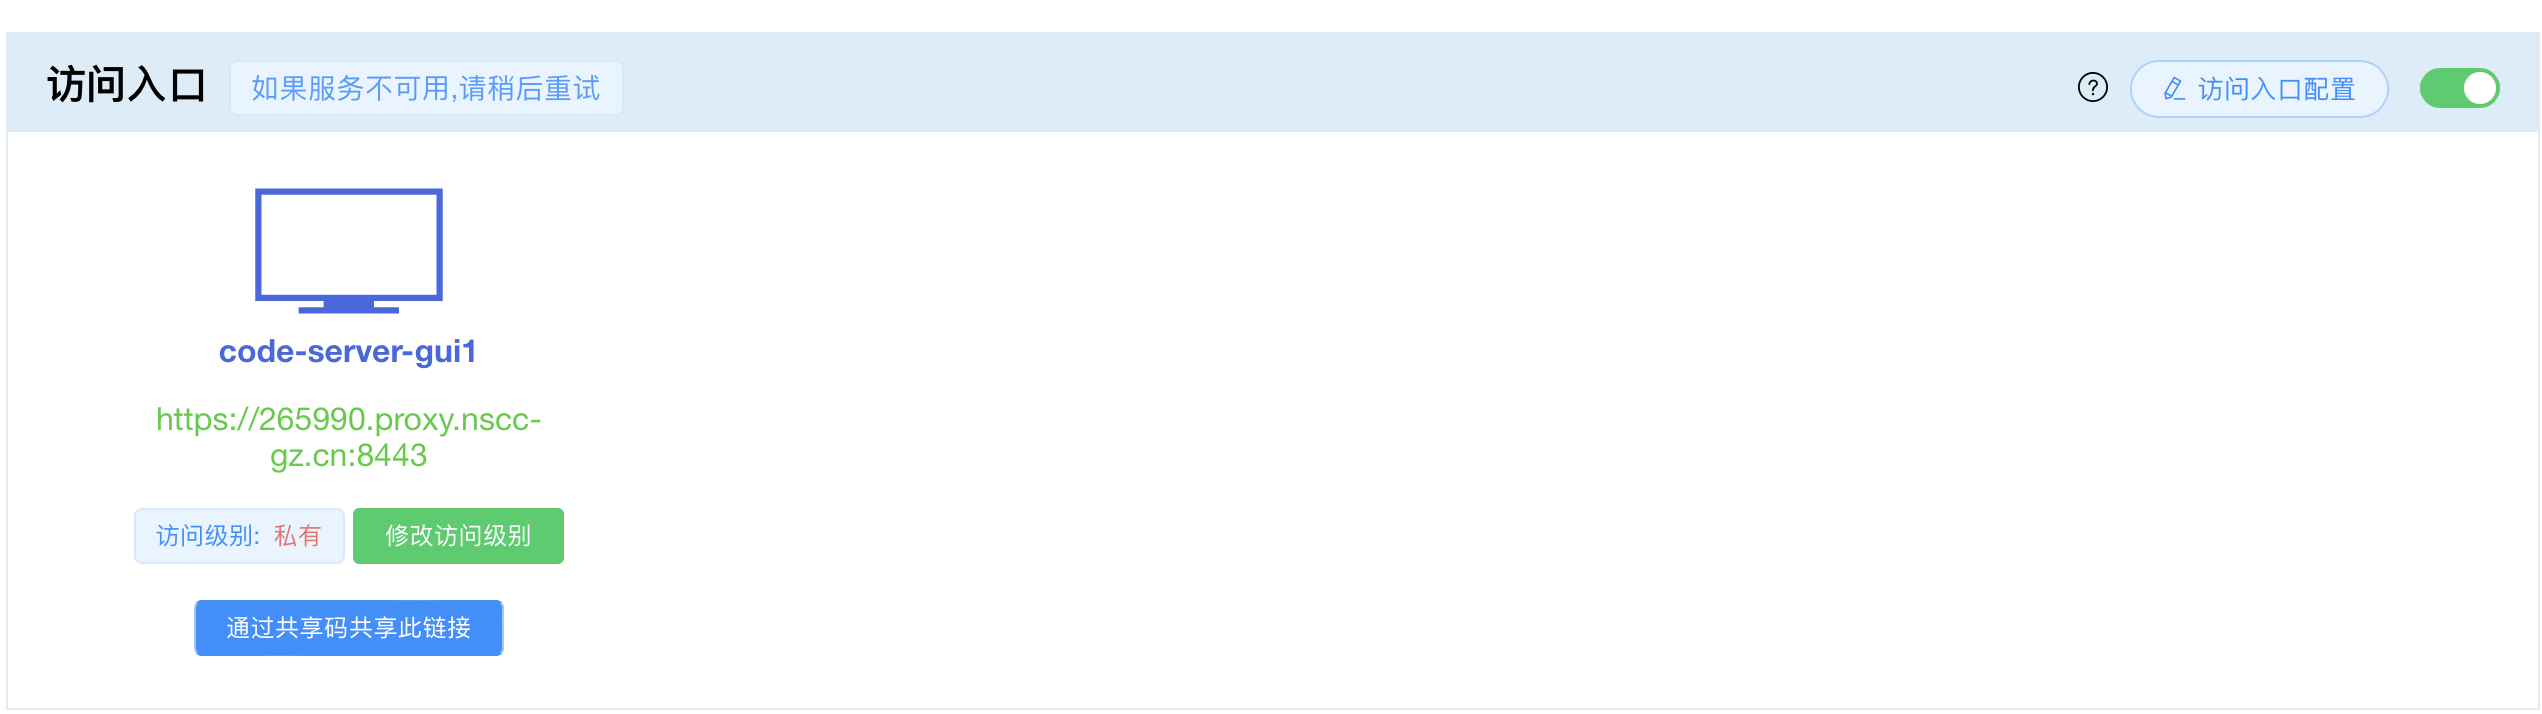 访问入口 如果服务不可用,请稍后重试 ? 访问入口配置
code-server-gui1
https://265990.proxy.nscc-
gz.cn:8443
访问级别: 私有 修改访问级别
通过共享码共享此链接